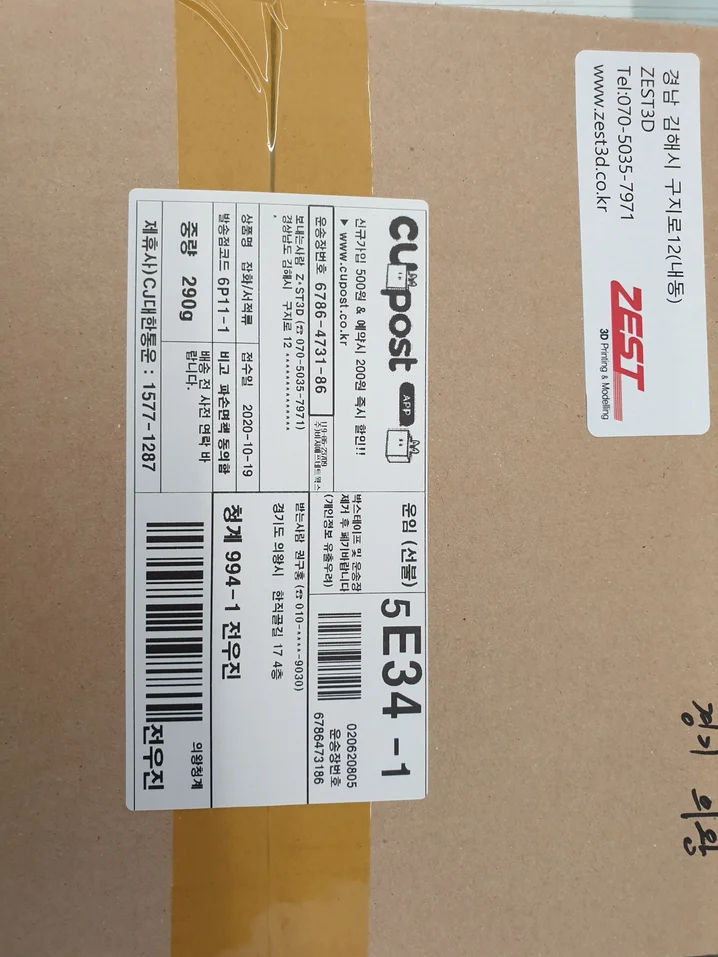 경남 김해시 구지로12(내동)
ZEST3D
Tel:070-5035-7971
www.zest3d.co.kr
ZEST
3D Printing & Modelling
cupost APP
신규가입 500원 & 예약시 200원 즉시 할인!!
▶ www.cupost.co.kr
운송장번호 6786-4731-86
보내는사람 Z*ST3D (☎ 070-5035-7971)
경상남도 김해시 구지로 12 ***************
*
상품명 잡화/서적류
접수일 2020-10-19
발송점코드 6P11-1
비고 파손면책 동의함
배송 전 사전 연락 바
랍니다.
중량 290g
제휴사)CJ대한통운 : 1577-1287
운임 (선불)
5 E34 -1
박스테이프 및 운송장
제거 후 폐기바랍니다
(개인정보 유출우려)
020620805
운송장번호
6786473186
받는사람 권구홍 (☎ 010-****-9030)
경기도 의왕시 한직골길 17 4층
청계 994-1 전우진
의왕청계
전우진
경기 의왕